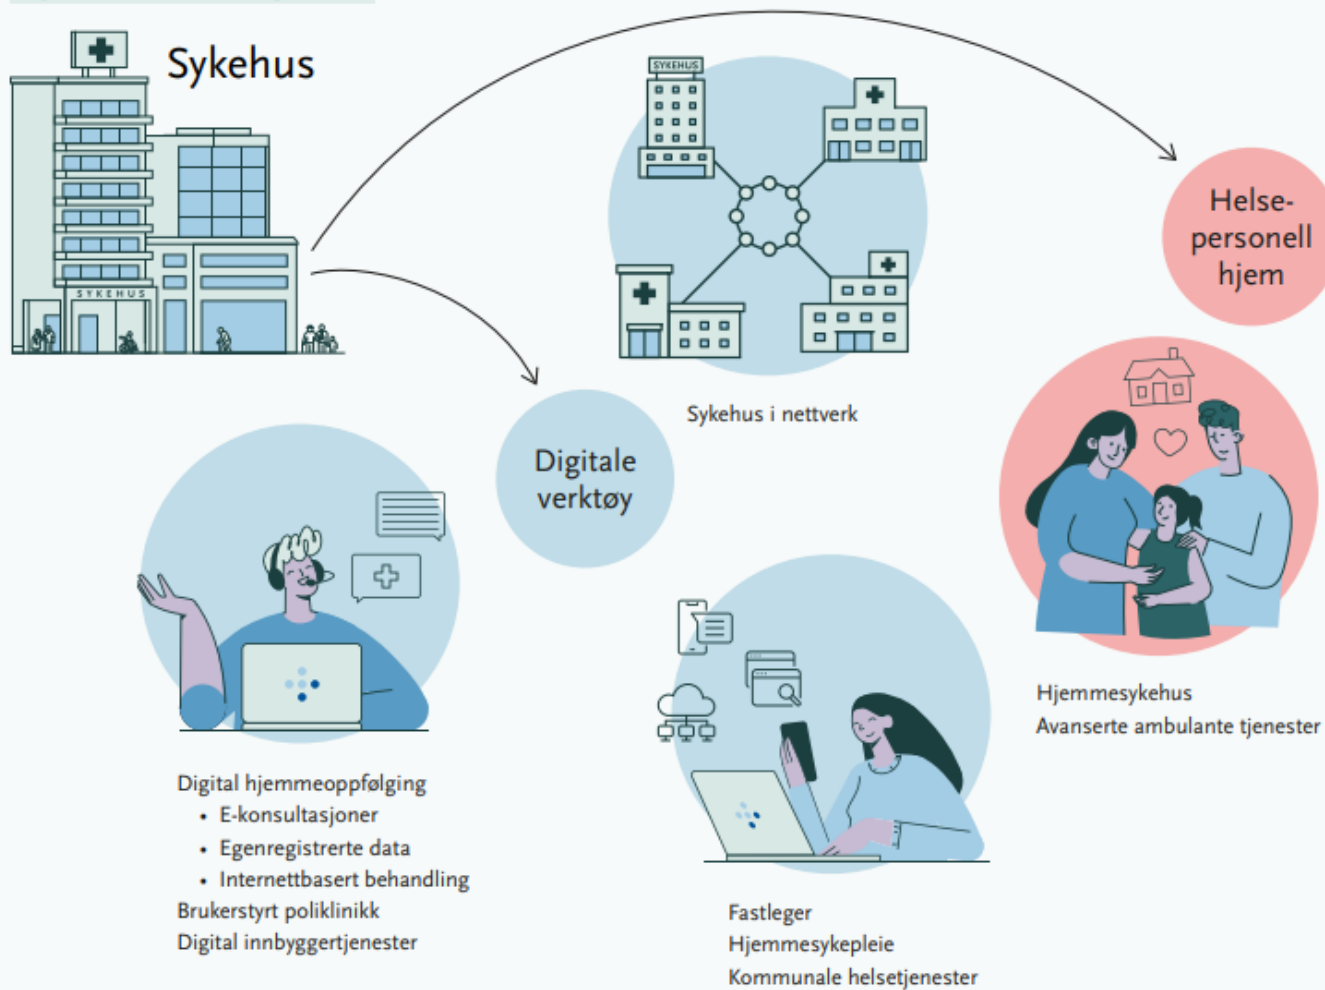 Sykehus
SYKEHUS
SYKEHUS
Helse-
personell
hjem
Sykehus i nettverk
Digitale
verktøy
Hjemmesykehus
Avanserte ambulante tjenester
Digital hjemmeoppfølging
• E-konsultasjoner
• Egenregistrerte data
• Internettbasert behandling
Brukerstyrt poliklinikk
Digital innbyggertjenester
Fastleger
Hjemmesykepleie
Kommunale helsetjenester